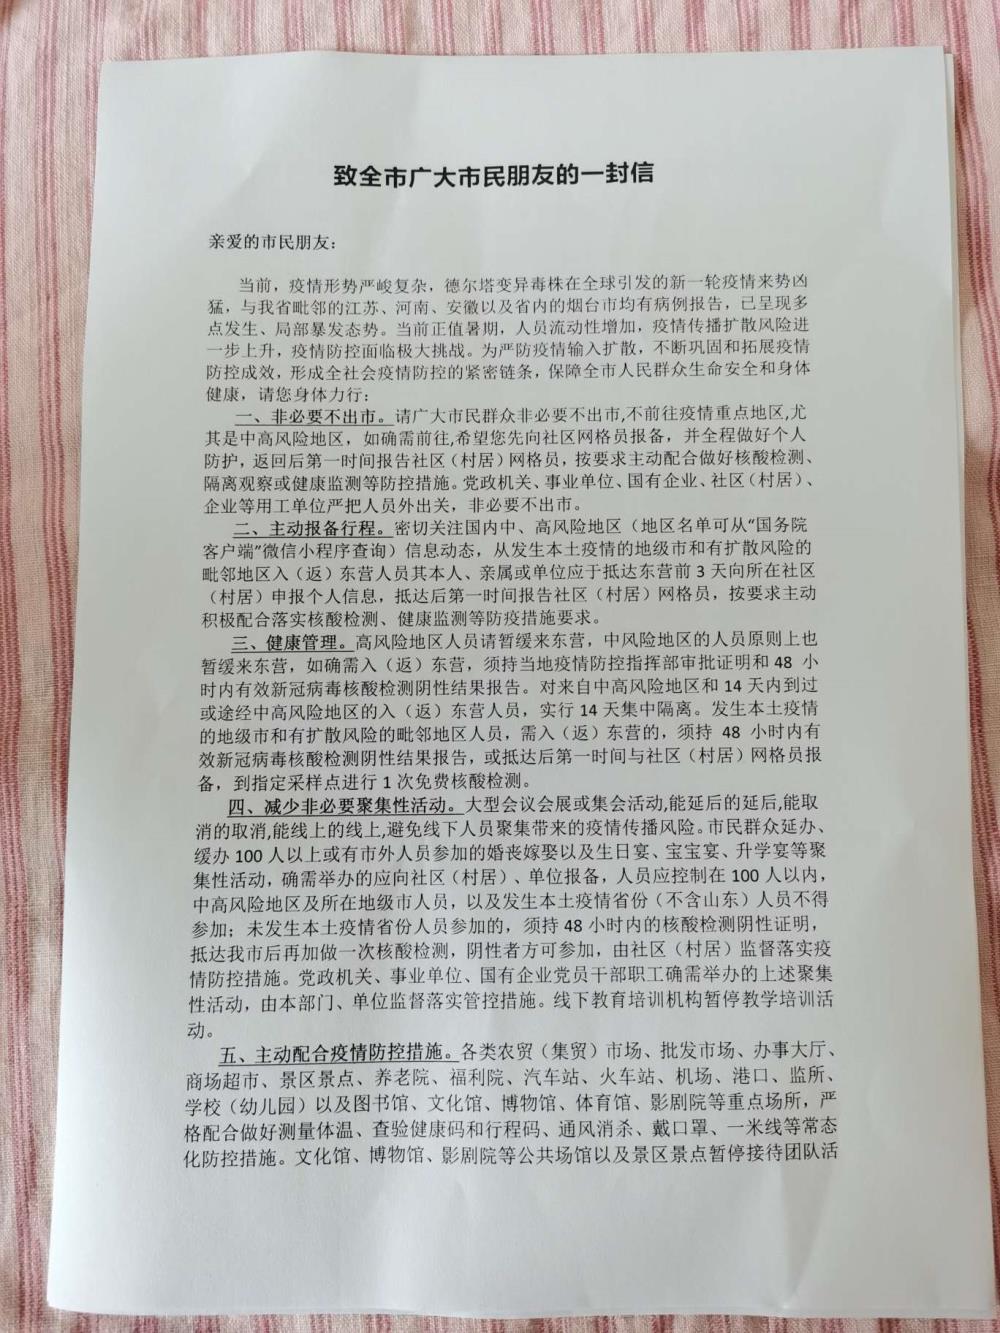 致全市广大市民朋友的一封信
亲爱的市民朋友：
当前，疫情形势严峻复杂，德尔塔变异毒株在全球引发的新一轮疫情来势凶
猛，与我省毗邻的江苏、河南、安徽以及省内的烟台市均有病例报告，已呈现多
点发生、局部暴发态势。当前正值暑期，人员流动性增加，疫情传播扩散风险进
一步上升，疫情防控面临极大挑战。为严防疫情输入扩散，不断巩固和拓展疫情
防控成效，形成全社会疫情防控的紧密链条，保障全市人民群众生命安全和身体
健康，请您身体力行：
一、非必要不出市。请广大市民群众非必要不出市,不前往疫情重点地区,尤
其是中高风险地区，如确需前往,希望您先向社区网格员报备，并全程做好个人
防护，返回后第一时间报告社区（村居）网格员，按要求主动配合做好核酸检测、
隔离观察或健康监测等防控措施。党政机关、事业单位、国有企业、社区(村居)、
企业等用工单位严把人员外出关，非必要不出市。
二、主动报备行程。密切关注国内中、高风险地区（地区名单可从“国务院
客户端”微信小程序查询）信息动态，从发生本土疫情的地级市和有扩散风险的
毗邻地区入（返）东营人员其本人、亲属或单位应于抵达东营前 3 天向所在社区
（村居）申报个人信息，抵达后第一时间报告社区（村居）网格员，按要求主动
积极配合落实核酸检测、健康监测等防疫措施要求。
三、健康管理。高风险地区人员请暂缓来东营，中风险地区的人员原则上也
暂缓来东营，如确需入（返）东营，须持当地疫情防控指挥部审批证明和 48 小
时内有效新冠病毒核酸检测阴性结果报告。对来自中高风险地区和 14 天内到过
或途经中高风险地区的入（返）东营人员，实行 14 天集中隔离。发生本土疫情
的地级市和有扩散风险的毗邻地区人员，需入（返）东营的，须持 48 小时内有
效新冠病毒核酸检测阴性结果报告，或抵达后第一时间与社区（村居）网格员报
备，到指定采样点进行 1 次免费核酸检测。
四、减少非必要聚集性活动。大型会议会展或集会活动,能延后的延后,能取
消的取消,能线上的线上,避免线下人员聚集带来的疫情传播风险。市民群众延办、
缓办 100 人以上或有市外人员参加的婚丧嫁娶以及生日宴、宝宝宴、升学宴等聚
集性活动，确需举办的应向社区（村居）、单位报备，人员应控制在 100 人以内，
中高风险地区及所在地级市人员，以及发生本土疫情省份（不含山东）人员不得
参加；未发生本土疫情省份人员参加的，须持 48 小时内的核酸检测阴性证明，
抵达我市后再加做一次核酸检测，阴性者方可参加，由社区（村居）监督落实疫
情防控措施。党政机关、事业单位、国有企业党员干部职工确需举办的上述聚集
性活动，由本部门、单位监督落实管控措施。线下教育培训机构暂停教学培训活
动。
五、主动配合疫情防控措施。各类农贸（集贸）市场、批发市场、办事大厅、
商场超市、景区景点、养老院、福利院、汽车站、火车站、机场、港口、监所、
学校（幼儿园）以及图书馆、文化馆、博物馆、体育馆、影剧院等重点场所，严
格配合做好测量体温、查验健康码和行程码、通风消杀、戴口罩、一米线等常态
化防控措施。文化馆、博物馆、影剧院等公共场馆以及景区景点暂停接待团队活